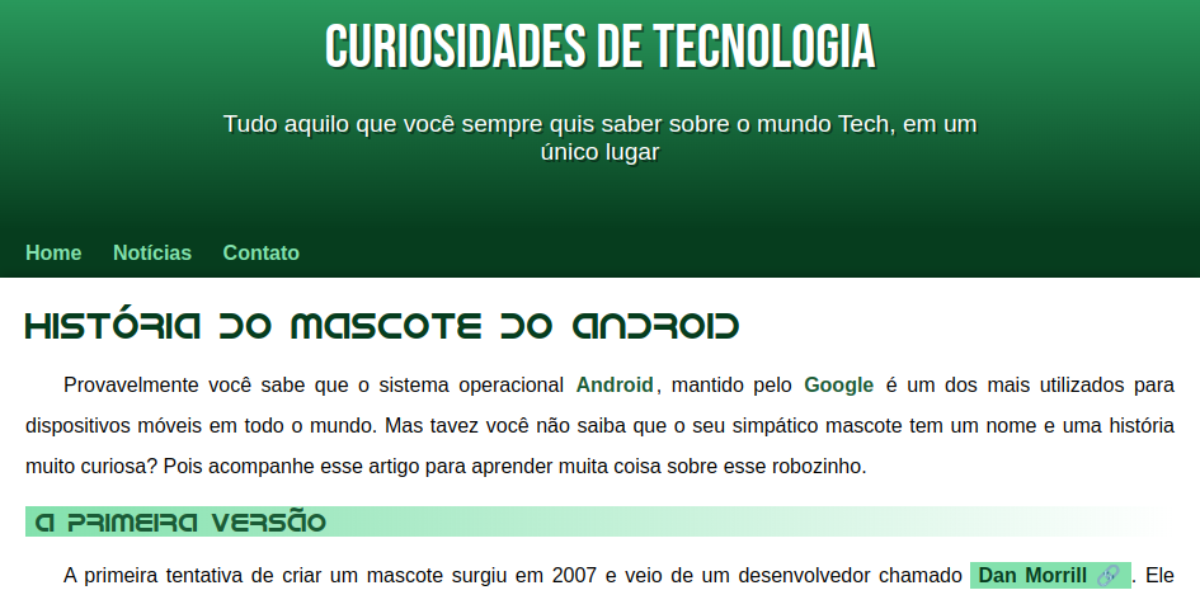 CURIOSIDADES DE TECNOLOGIA
Tudo aquilo que você sempre quis saber sobre o mundo Tech, em um
único lugar
Home Notícias Contato
HISTÓRIA DO MASCOTE DO ANDROID
Provavelmente você sabe que o sistema operacional Android, mantido pelo Google é um dos mais utilizados para
dispositivos móveis em todo o mundo. Mas tavez você não saiba que o seu simpático mascote tem um nome e uma história
muito curiosa? Pois acompanhe esse artigo para aprender muita coisa sobre esse robozinho.
A PRIMEIRA VERSÃO
A primeira tentativa de criar um mascote surgiu em 2007 e veio de um desenvolvedor chamado Dan Morrill 🔗. Ele